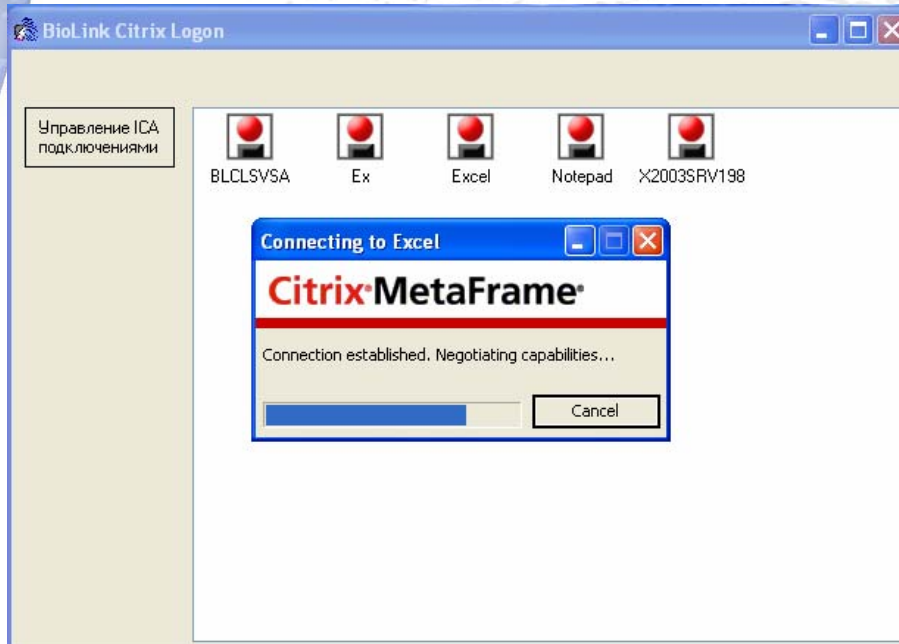 BioLink Citrix Logon
Управление ICA
подключениями
BLCLSVSA
Ex
Excel
Notepad
X2003SRV198
Connecting to Excel
Citrix MetaFrame
Connection established. Negotiating capabilities...
Cancel